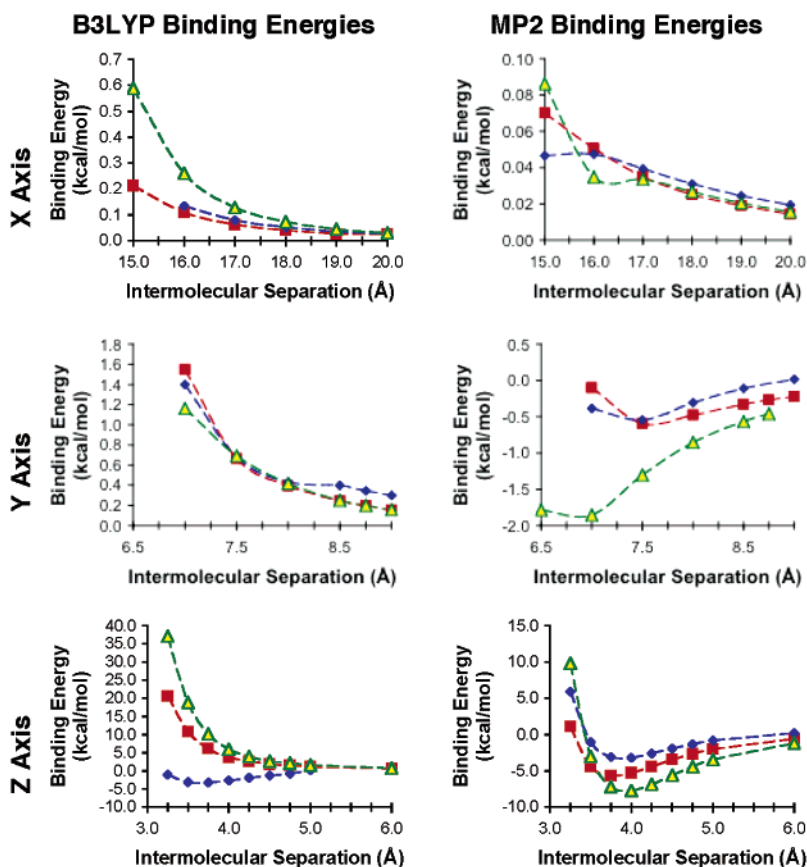 B3LYP Binding Energies
MP2 Binding Energies
X Axis
Binding Energy
(kcal/mol)
0.7
0.6
0.5
0.4
0.3
0.2
0.1
0.0
15.0 16.0 17.0 18.0 19.0 20.0
Intermolecular Separation (Å)
Binding Energy
(kcal/mol)
0.10
0.08
0.06
0.04
0.02
0.00
15.0 16.0 17.0 18.0 19.0 20.0
Intermolecular Separation (Å)
Y Axis
Binding Energy
(kcal/mol)
1.8
1.6
1.4
1.2
1.0
0.8
0.6
0.4
0.2
0.0
6.5 7.5 8.5
Intermolecular Separation (Å)
Binding Energy
(kcal/mol)
0.5
0.0
-0.5
-1.0
-1.5
-2.0
6.5 7.5 8.5
Intermolecular Separation (Å)
Z Axis
Binding Energy
(kcal/mol)
40.0
35.0
30.0
25.0
20.0
15.0
10.0
5.0
0.0
-5.0
-10.0
3.0 4.0 5.0 6.0
Intermolecular Separation (Å)
Binding Energy
(kcal/mol)
15.0
10.0
5.0
0.0
-5.0
-10.0
3.0 4.0 5.0 6.0
Intermolecular Separation (Å)